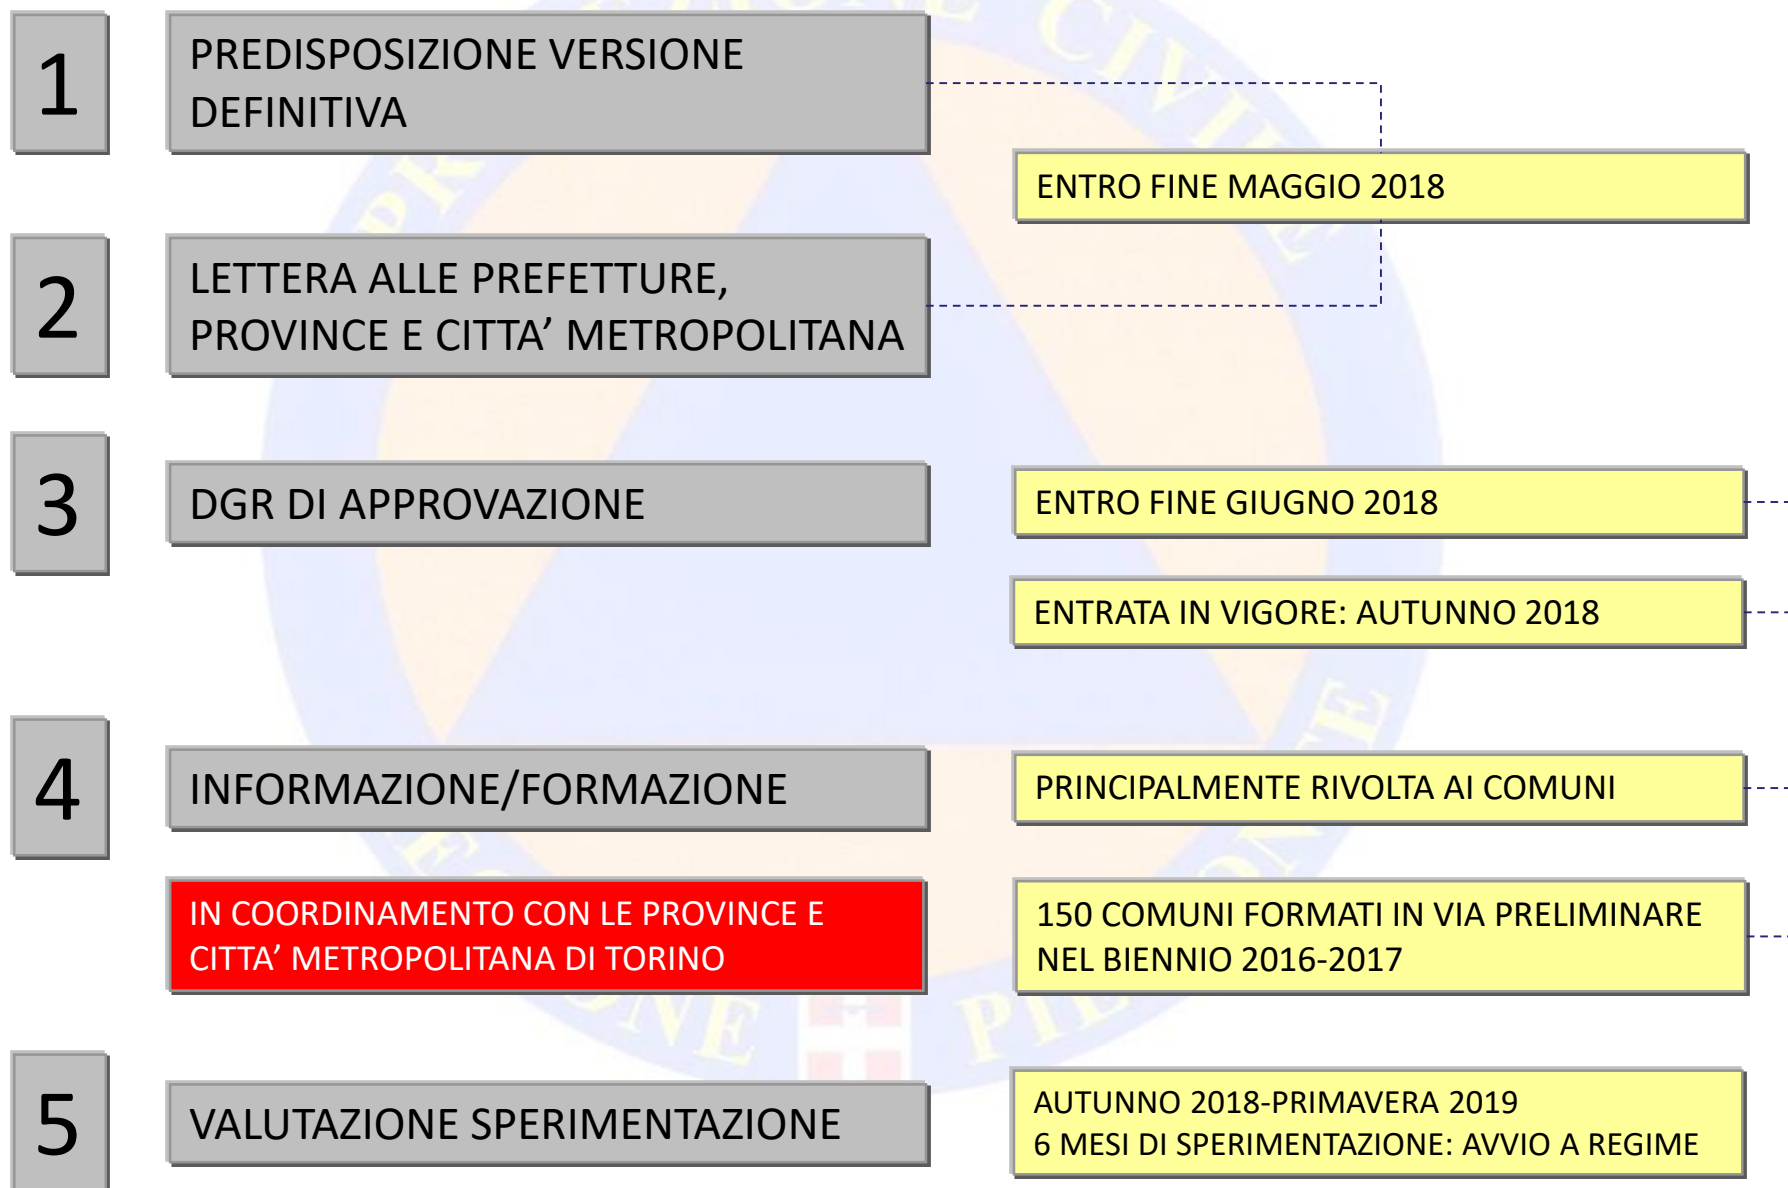 1
PREDISPOSIZIONE VERSIONE
DEFINITIVA
ENTRO FINE MAGGIO 2018
2
LETTERA ALLE PREFETTURE,
PROVINCE E CITTA’ METROPOLITANA
3
DGR DI APPROVAZIONE
ENTRO FINE GIUGNO 2018
ENTRATA IN VIGORE: AUTUNNO 2018
4
INFORMAZIONE/FORMAZIONE
PRINCIPALMENTE RIVOLTA AI COMUNI
IN COORDINAMENTO CON LE PROVINCE E
CITTA’ METROPOLITANA DI TORINO
150 COMUNI FORMATI IN VIA PRELIMINARE
NEL BIENNIO 2016-2017
5
VALUTAZIONE SPERIMENTAZIONE
AUTUNNO 2018-PRIMAVERA 2019
6 MESI DI SPERIMENTAZIONE: AVVIO A REGIME